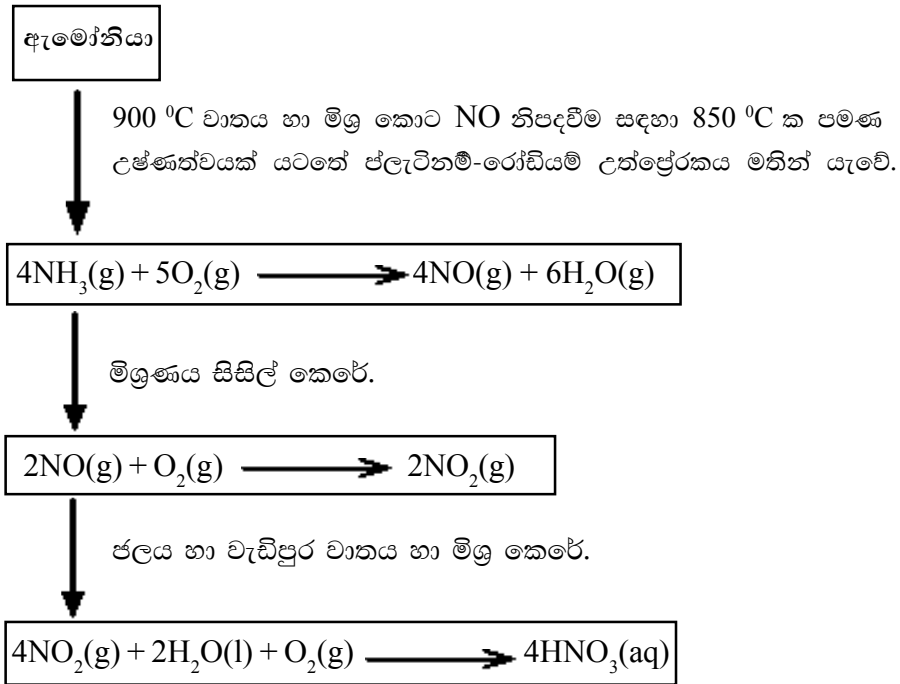 ඇමෝනියා
900 ⁰C වාතය හා මිශ්‍ර කොට NO නිපදවීම සඳහා 850 ⁰C ක පමණ
උෂ්ණත්වයක් යටතේ ප්ලැටිනම්-රෝඩියම් උත්ප්‍රේරකය මතින් යැවේ.
4NH₃(g) + 5O₂(g) ⟶ 4NO(g) + 6H₂O(g)
මිශ්‍රණය සිසිල් කෙරේ.
2NO(g) + O₂(g) ⟶ 2NO₂(g)
ජලය හා වැඩිපුර වාතය හා මිශ්‍ර කෙරේ.
4NO₂(g) + 2H₂O(l) + O₂(g) ⟶ 4HNO₃(aq)